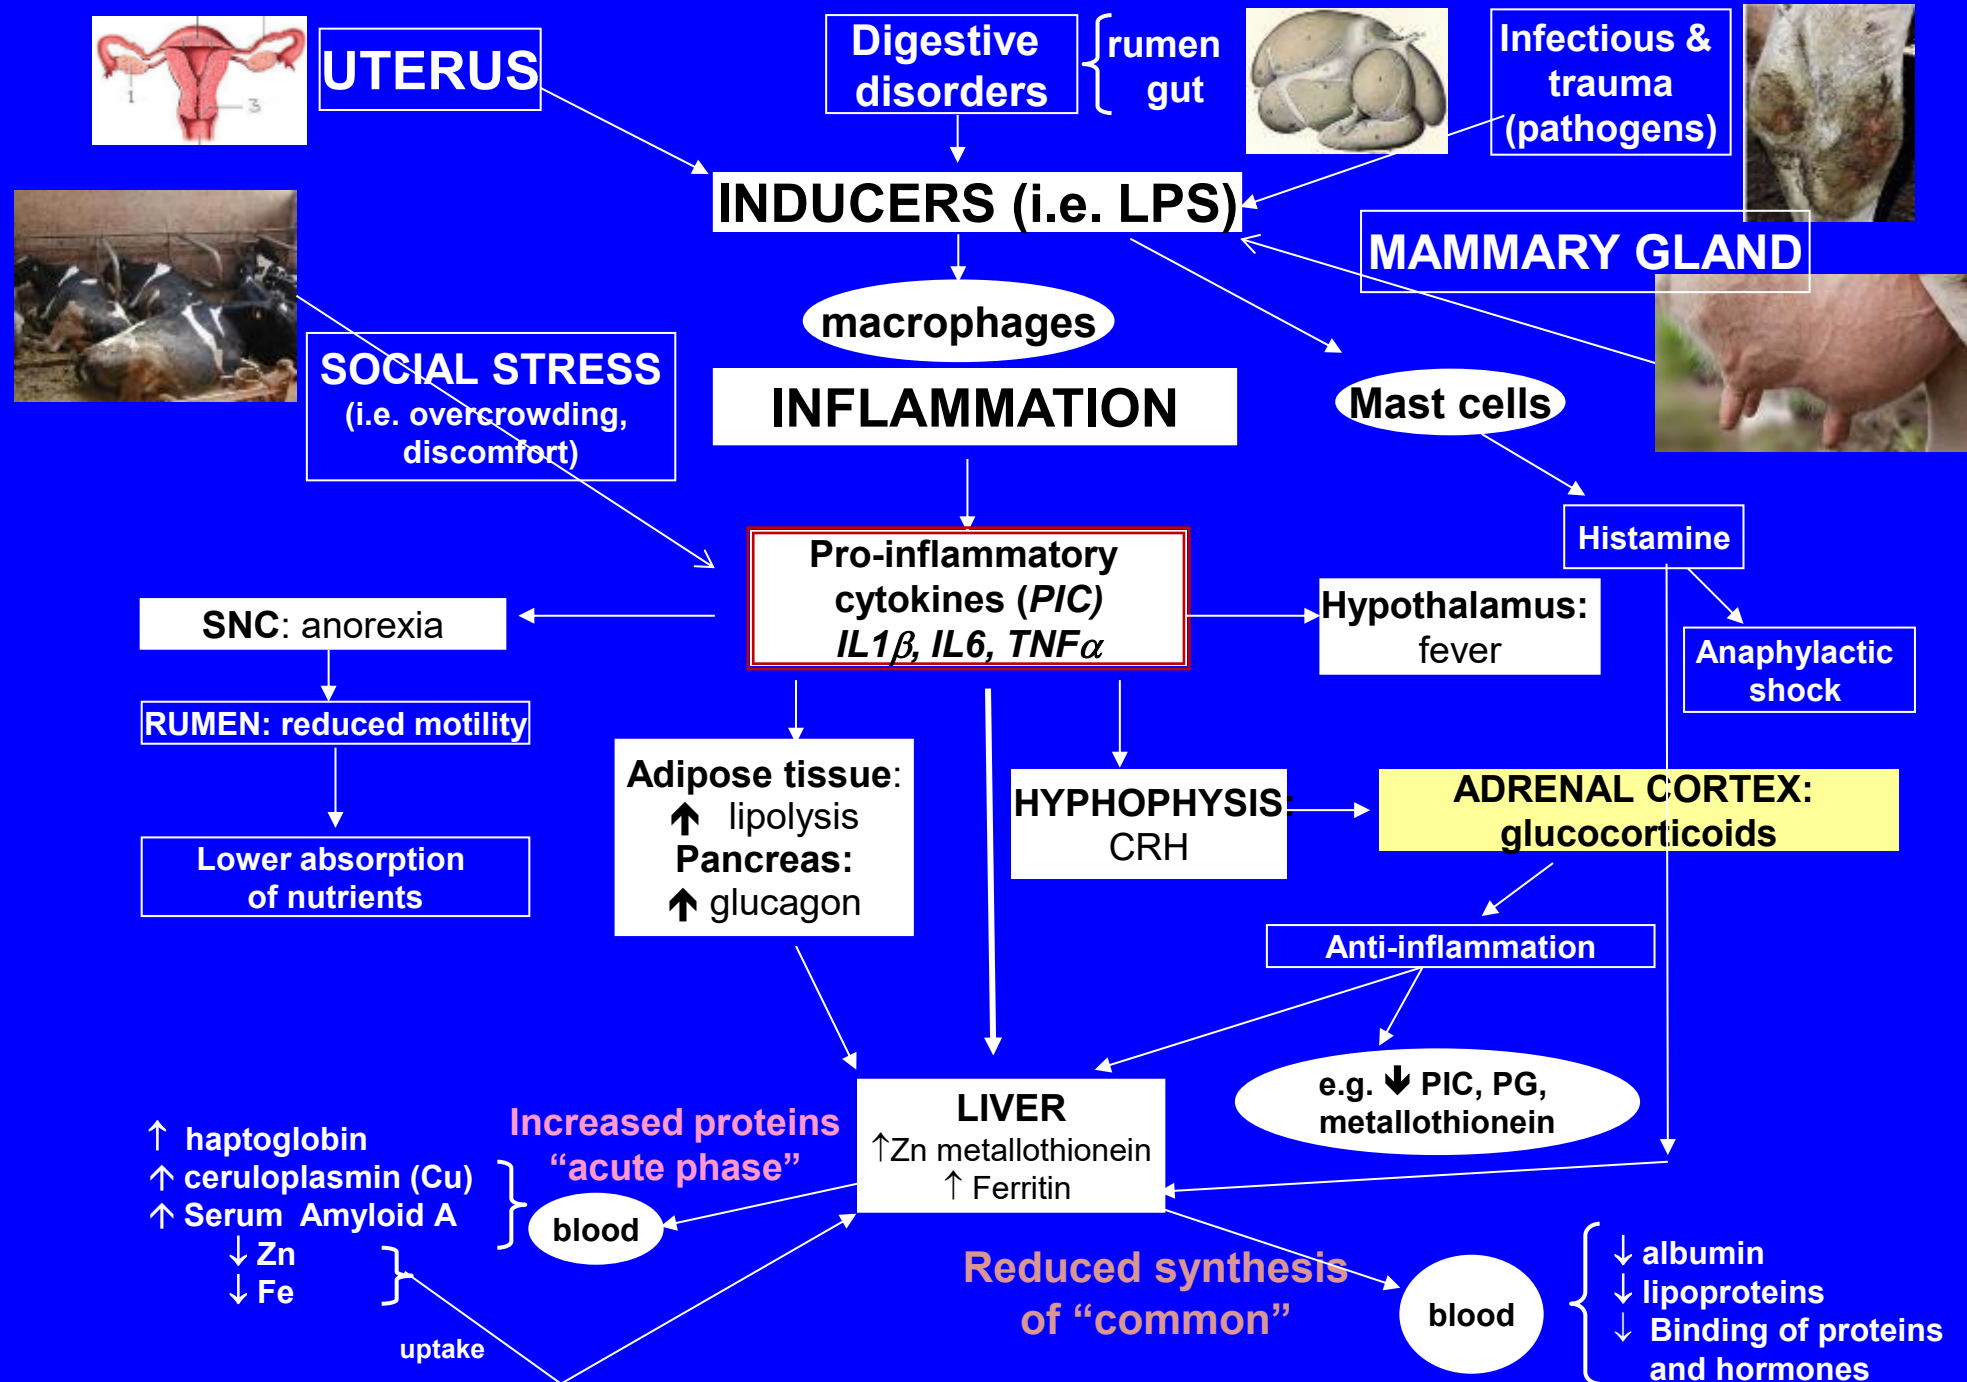 1
3
UTERUS
Digestive
disorders
rumen
gut
Infectious &
trauma
(pathogens)
INDUCERS (i.e. LPS)
MAMMARY GLAND
macrophages
SOCIAL STRESS
(i.e. overcrowding,
discomfort)
INFLAMMATION
Mast cells
Histamine
Pro-inflammatory
cytokines (PIC)
IL1β, IL6, TNFα
SNC: anorexia
Hypothalamus:
fever
Anaphylactic
shock
RUMEN: reduced motility
Adipose tissue:
↑ lipolysis
Pancreas:
↑ glucagon
HYPHOPHYSIS:
CRH
ADRENAL CORTEX:
glucocorticoids
Lower absorption
of nutrients
Anti-inflammation
e.g. ↓ PIC, PG,
metallothionein
LIVER
↑Zn metallothionein
↑ Ferritin
Increased proteins
“acute phase”
↑ haptoglobin
↑ ceruloplasmin (Cu)
↑ Serum Amyloid A
↓ Zn
↓ Fe
blood
uptake
Reduced synthesis
of “common”
blood
↓ albumin
↓ lipoproteins
↓ Binding of proteins
and hormones